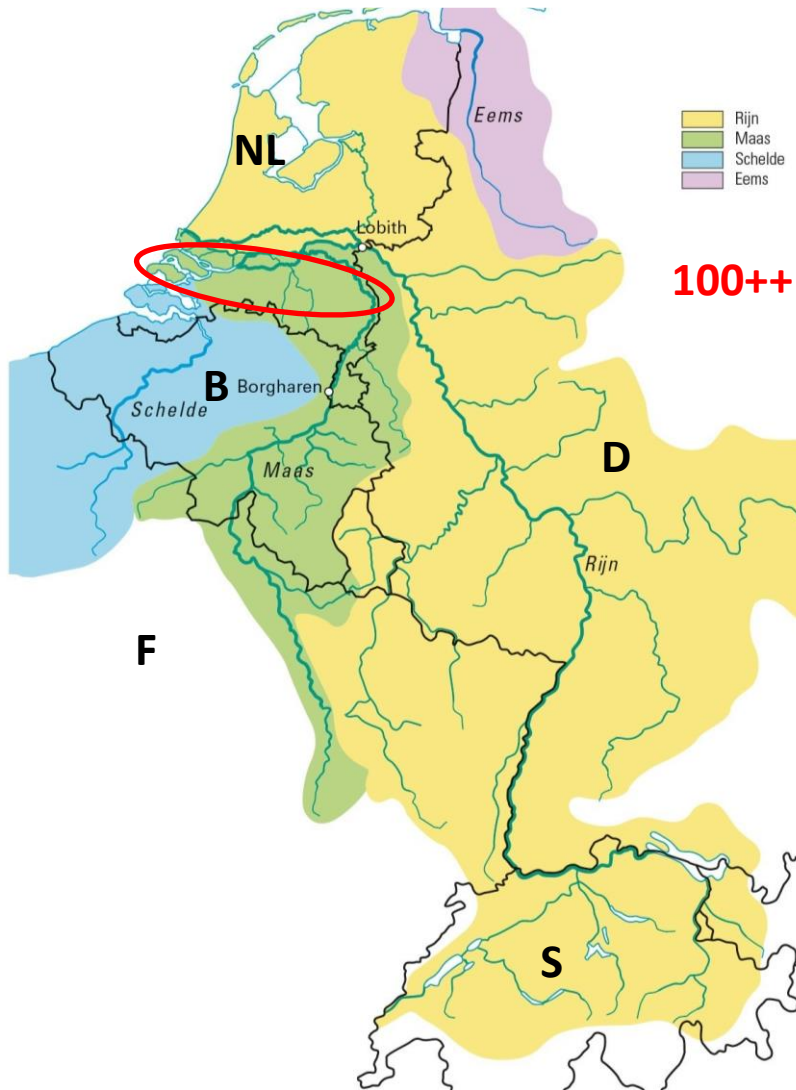 Eems
Rijn
Maas
Schelde
Eems
NL
Lobith
100++
B
Borgharen
Schelde
Maas
D
Rijn
F
S